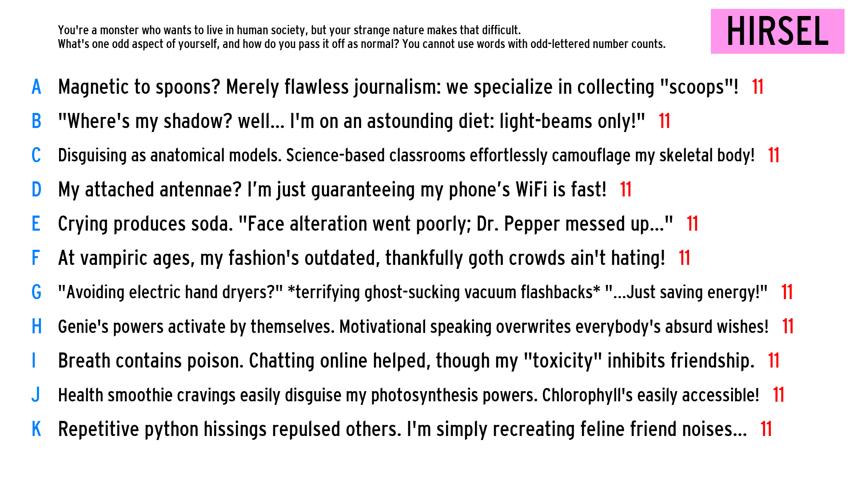 You're a monster who wants to live in human society, but your strange nature makes that difficult.
What's one odd aspect of yourself, and how do you pass it off as normal? You cannot use words with odd-lettered number counts.
HIRSEL
A Magnetic to spoons? Merely flawless journalism: we specialize in collecting "scoops"! 11
B "Where's my shadow? well... I'm on an astounding diet: light-beams only!" 11
C Disguising as anatomical models. Science-based classrooms effortlessly camouflage my skeletal body! 11
D My attached antennae? I’m just guaranteeing my phone’s WiFi is fast! 11
E Crying produces soda. "Face alteration went poorly; Dr. Pepper messed up..." 11
F At vampiric ages, my fashion's outdated, thankfully goth crowds ain't hating! 11
G "Avoiding electric hand dryers?" *terrifying ghost-sucking vacuum flashbacks* "...Just saving energy!" 11
H Genie's powers activate by themselves. Motivational speaking overwrites everybody's absurd wishes! 11
I Breath contains poison. Chatting online helped, though my "toxicity" inhibits friendship. 11
J Health smoothie cravings easily disguise my photosynthesis powers. Chlorophyll's easily accessible! 11
K Repetitive python hissings repulsed others. I'm simply recreating feline friend noises... 11